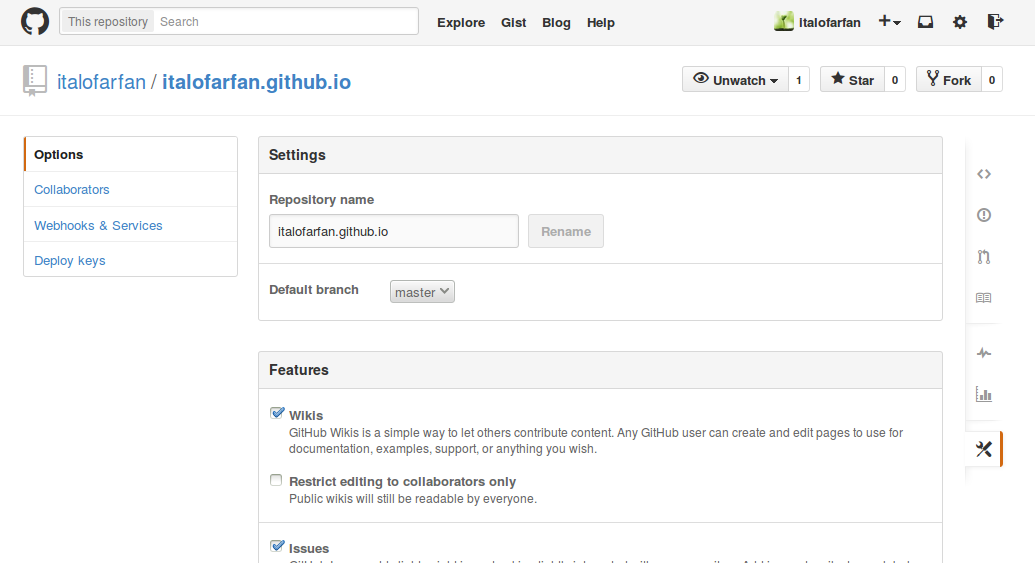 This repository Search Explore Gist Blog Help italofarfan
italofarfan / italofarfan.github.io Unwatch 1 Star 0 Fork 0
Options
Collaborators
Webhooks & Services
Deploy keys
Settings
Repository name
italofarfan.github.io Rename
Default branch master
Features
Wikis
GitHub Wikis is a simple way to let others contribute content. Any GitHub user can create and edit pages to use for
documentation, examples, support, or anything you wish.
Restrict editing to collaborators only
Public wikis will still be readable by everyone.
Issues